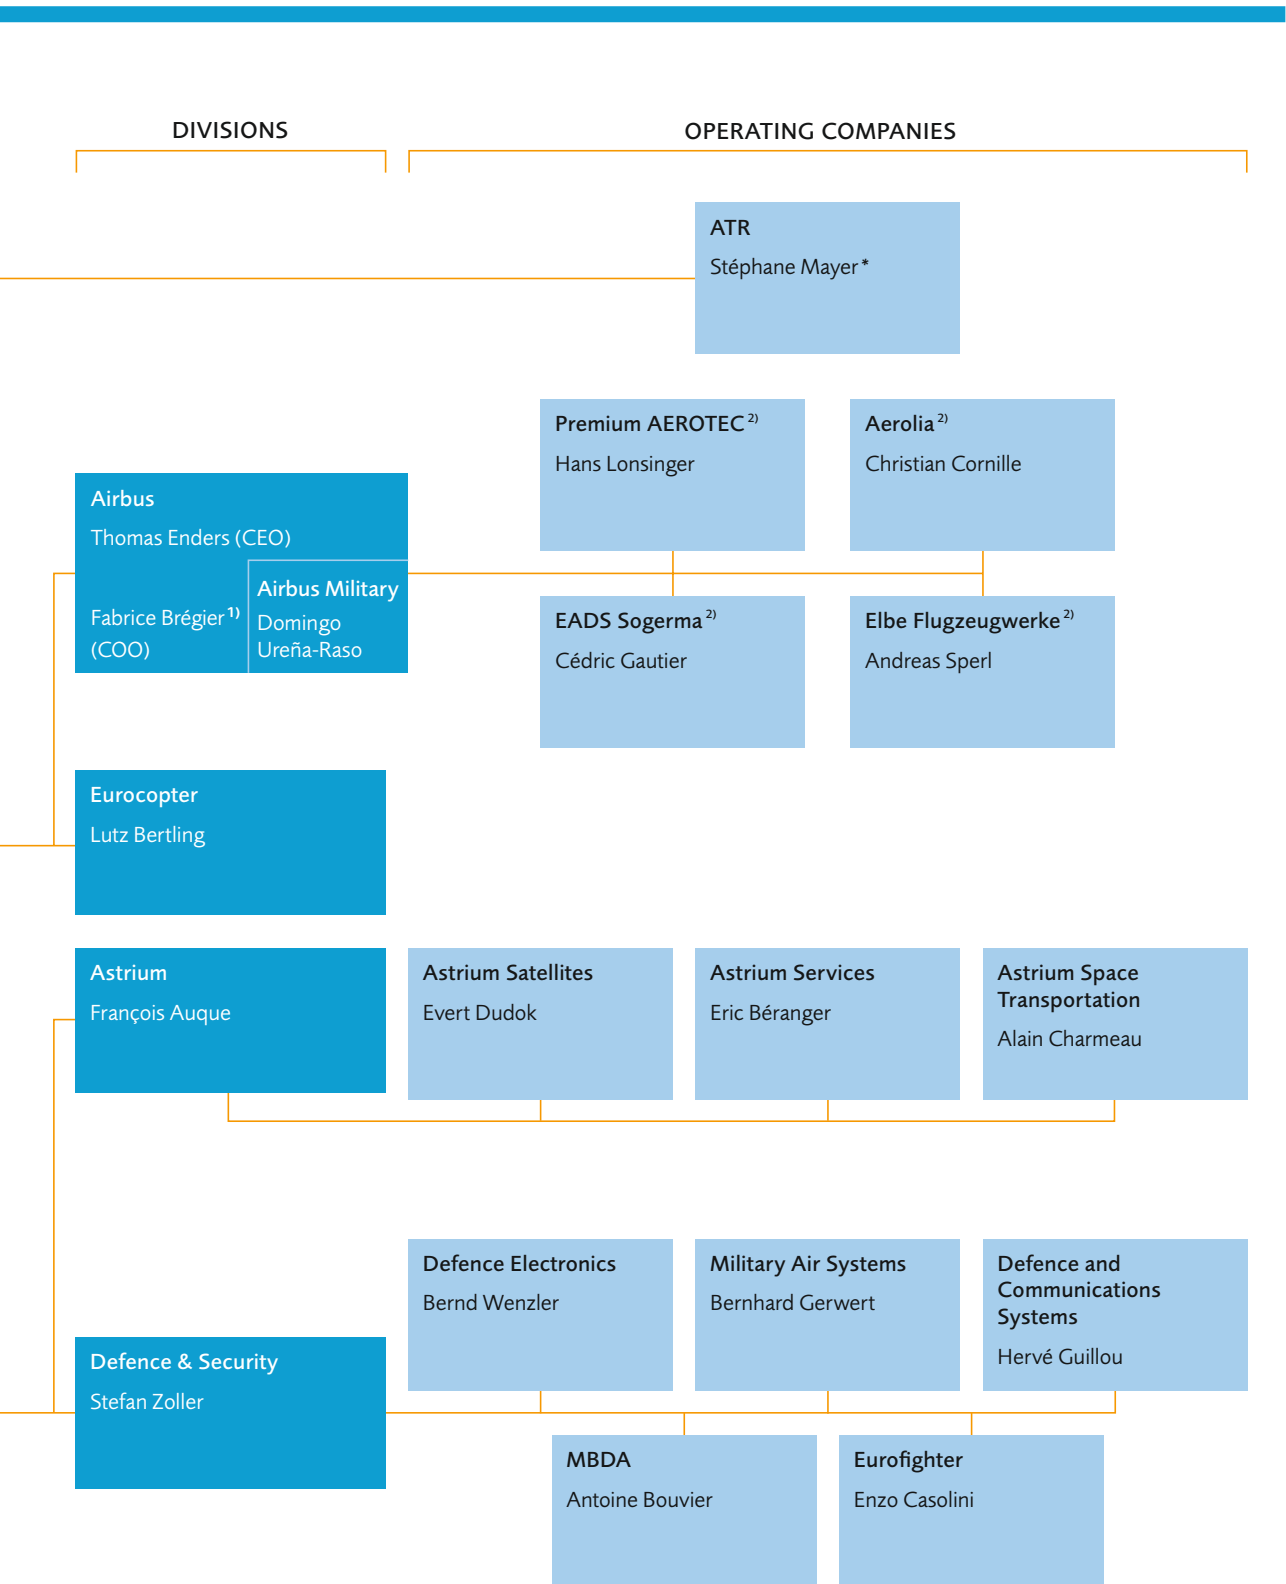 DIVISIONS
OPERATING COMPANIES
ATR
Stéphane Mayer*
Premium AEROTEC 2)
Hans Lonsinger
Aerolia 2)
Christian Cornille
Airbus
Thomas Enders (CEO)
Fabrice Brégier 1)
(COO)
Airbus Military
Domingo
Ureña-Raso
EADS Sogerma 2)
Cédric Gautier
Elbe Flugzeugwerke 2)
Andreas Sperl
Eurocopter
Lutz Bertling
Astrium
François Auque
Astrium Satellites
Evert Dudok
Astrium Services
Eric Béranger
Astrium Space
Transportation
Alain Charmeau
Defence Electronics
Bernd Wenzler
Military Air Systems
Bernhard Gerwert
Defence and
Communications
Systems
Hervé Guillou
Defence & Security
Stefan Zoller
MBDA
Antoine Bouvier
Eurofighter
Enzo Casolini